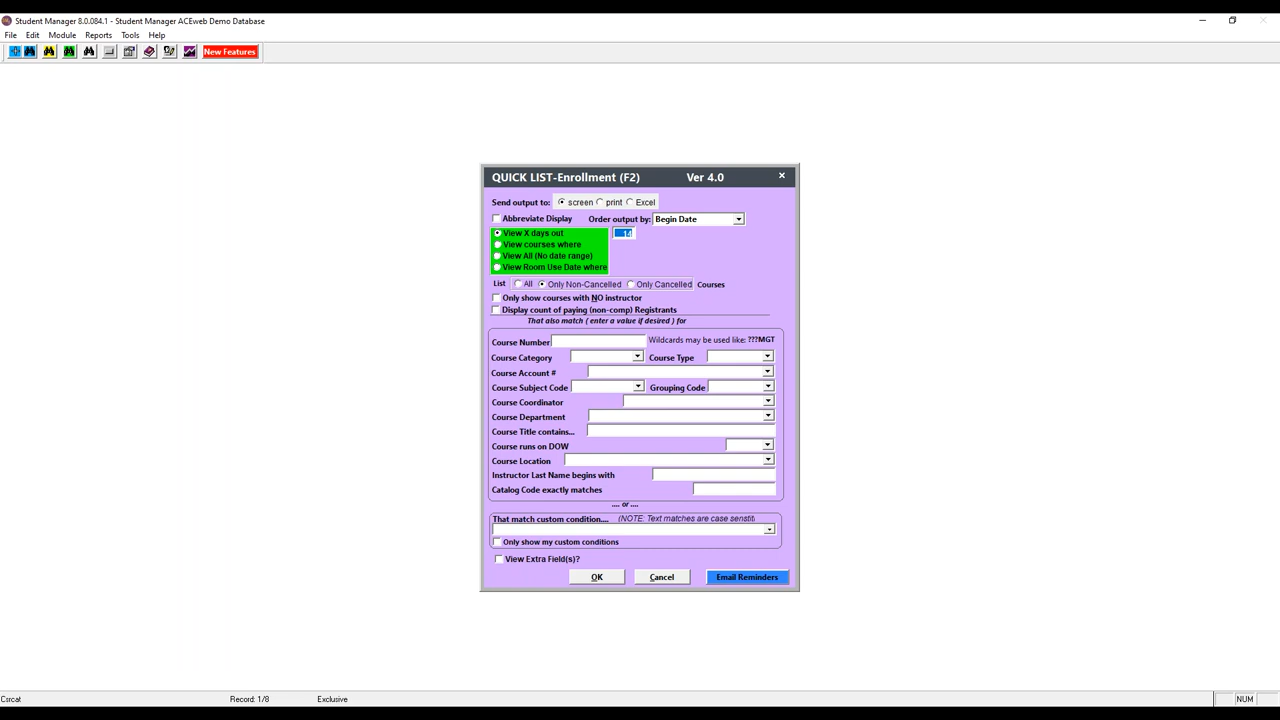 Student Manager 8.0.084.1 - Student Manager ACEweb Demo Database
File Edit Module Reports Tools Help
New Features
QUICK LIST-Enrollment (F2) Ver 4.0
Send output to: screen print Excel
Abbreviate Display Order output by: Begin Date
View X days out 14
View courses where
View All (No date range)
View Room Use Date where
List All Only Non-Cancelled Only Cancelled Courses
Only show courses with NO instructor
Display count of paying (non-comp) Registrants
That also match ( enter a value if desired ) for
Course Number Wildcards may be used like: ???MGT
Course Category Course Type
Course Account #
Course Subject Code Grouping Code
Course Coordinator
Course Department
Course Title contains...
Course runs on DOW
Course Location
Instructor Last Name begins with
Catalog Code exactly matches
.... or ....
That match custom condition.... (NOTE: Text matches are case sensiti
Only show my custom conditions
View Extra Field(s)?
OK Cancel Email Reminders
Csrcat Record: 1/8 Exclusive NUM